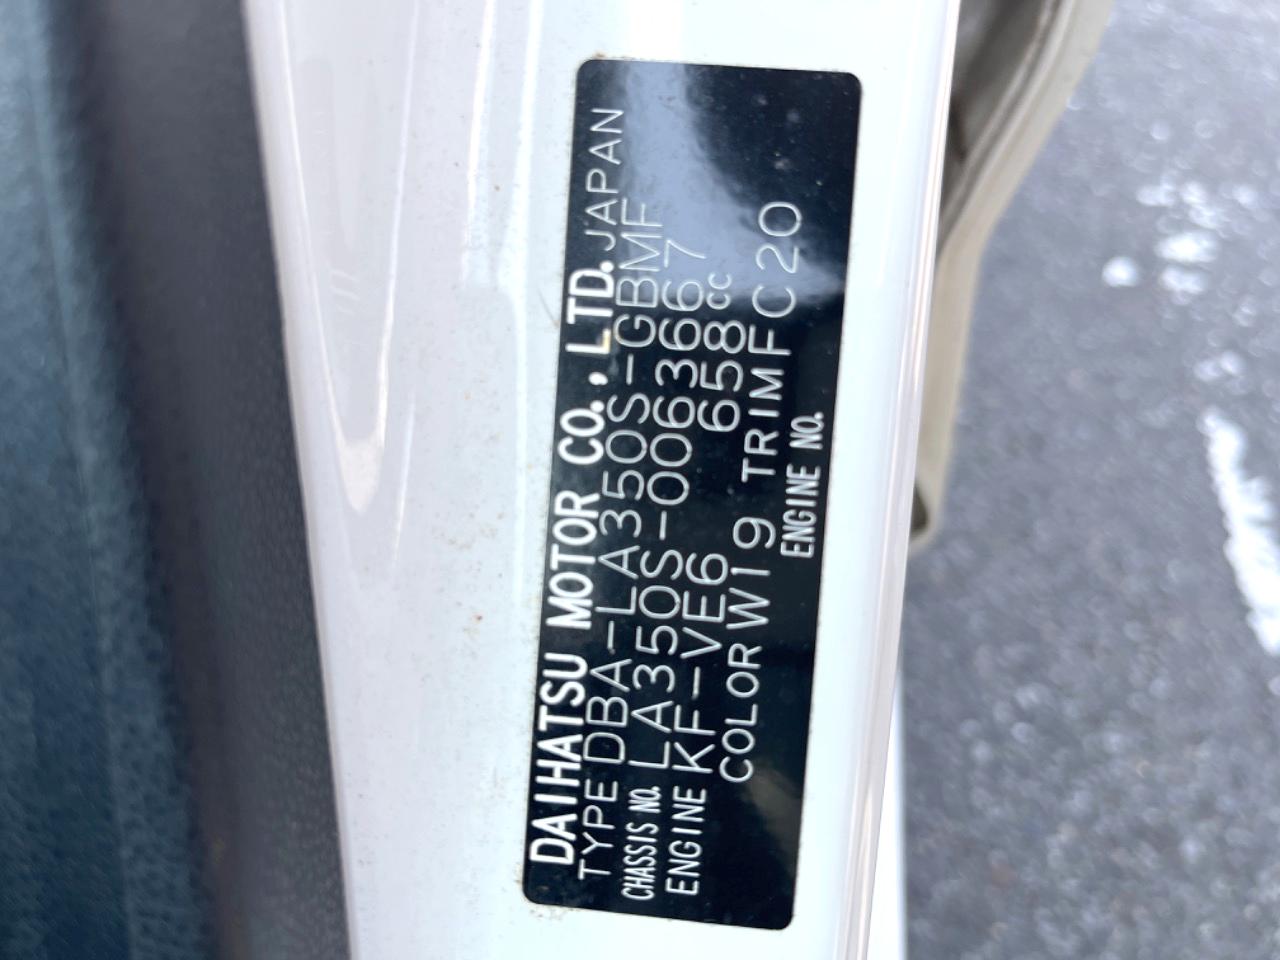 DAIHATSU MOTOR CO., LTD. JAPAN
TYPE DBA-LA350S-GBMF
CHASSIS NO. LA350S-0063667
ENGINE KF-VE6 658CC
COLOR W19 TRIM FC20
ENGINE NO.